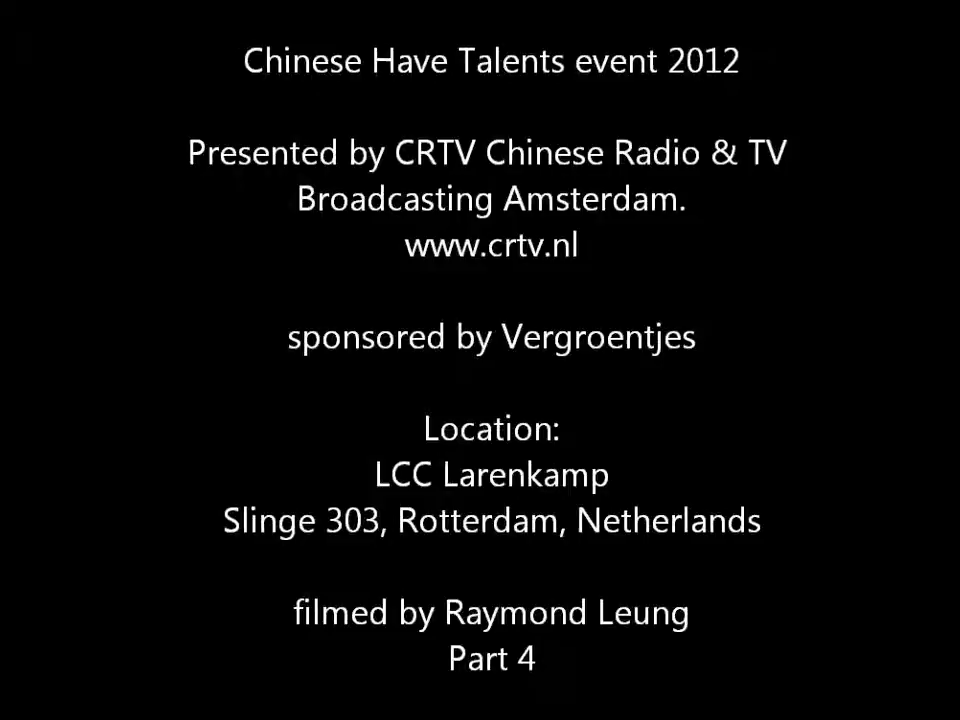 Chinese Have Talents event 2012
Presented by CRTV Chinese Radio & TV
Broadcasting Amsterdam.
www.crtv.nl
sponsored by Vergroentjes
Location:
LCC Larenkamp
Slinge 303, Rotterdam, Netherlands
filmed by Raymond Leung
Part 4